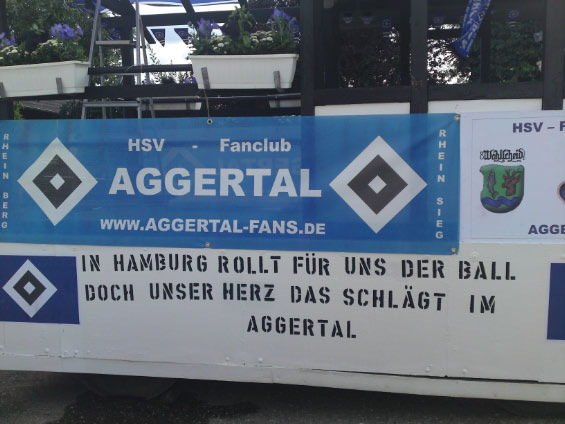 HSV - Fanclub
AGGERTAL
WWW.AGGERTAL-FANS.DE
RHEIN BERG
RHEIN SIEG
HSV – F
Wahlscheid
AGGE
IN HAMBURG ROLLT FÜR UNS DER BALL
DOCH UNSER HERZ DAS SCHLÄGT IM
AGGERTAL